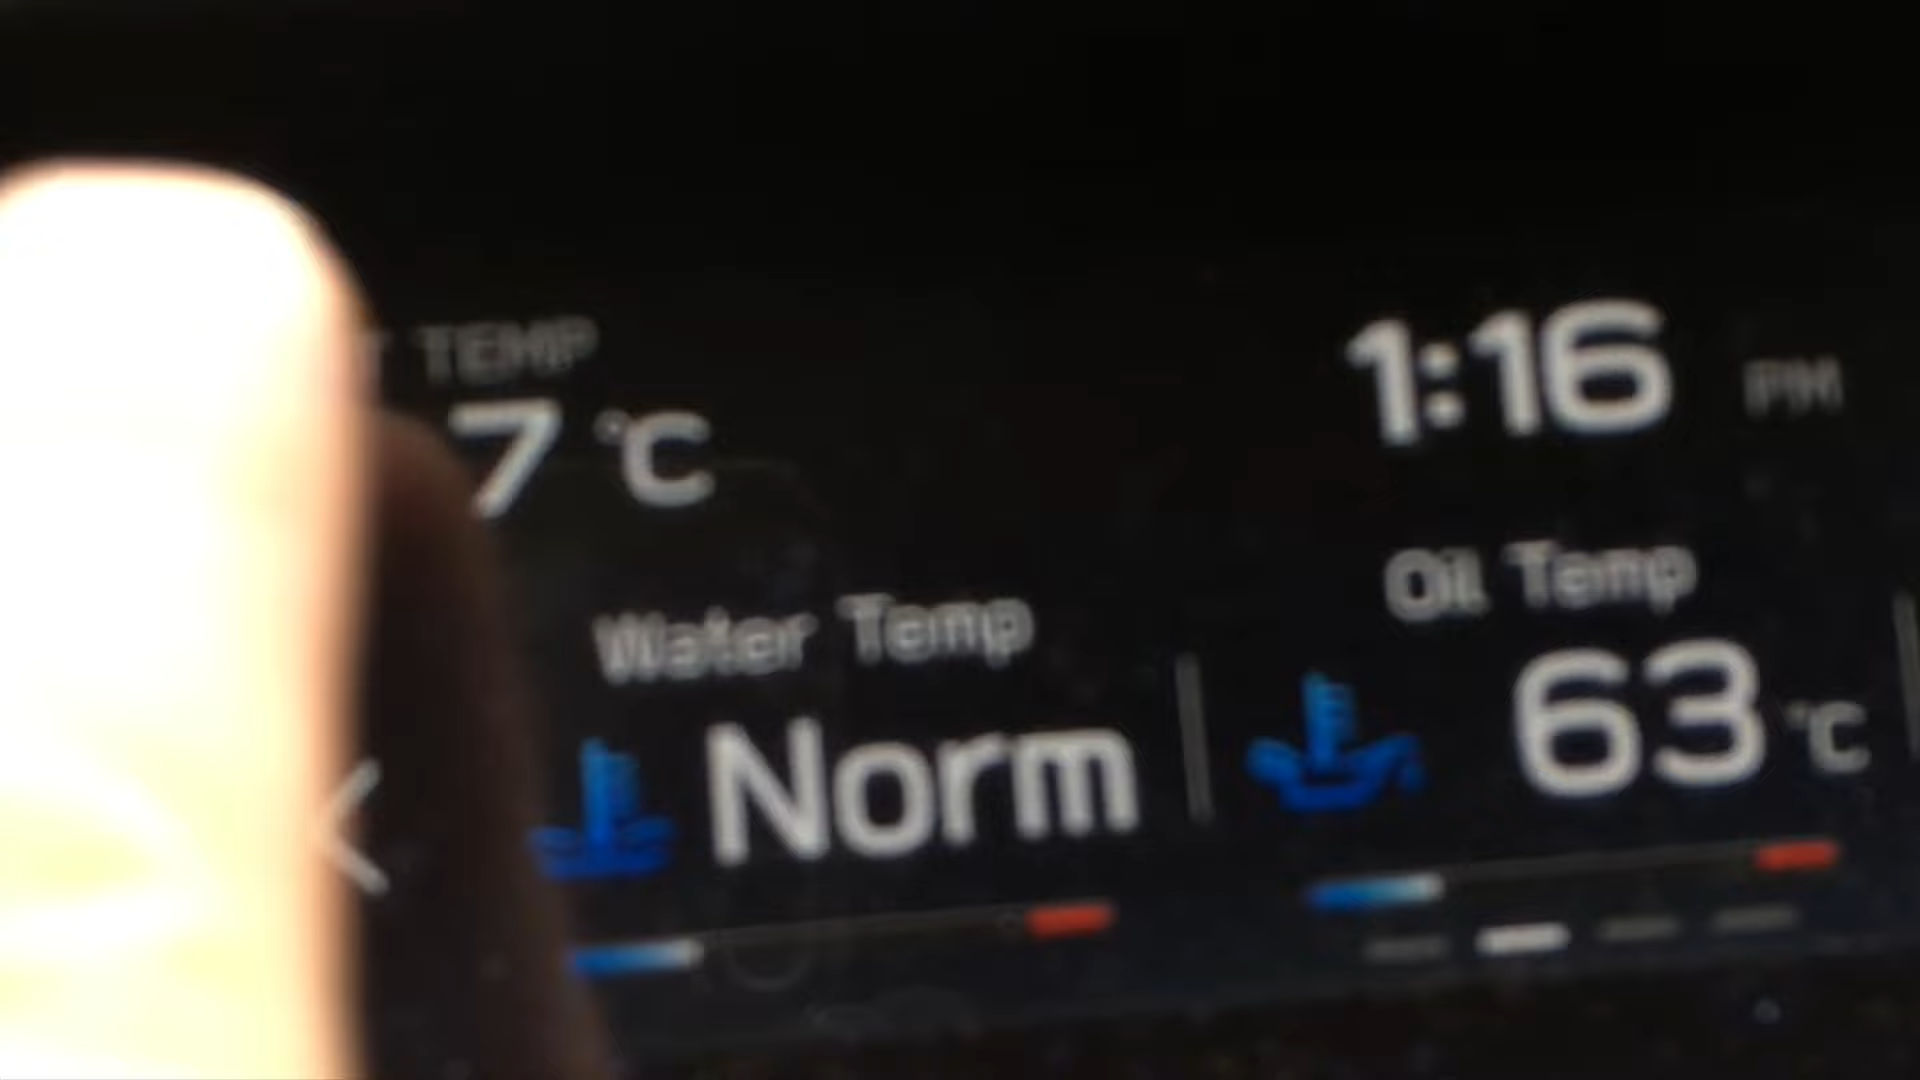 T TEMP
7 °C
1:16 PM
Water Temp
Norm
Oil Temp
63 °C